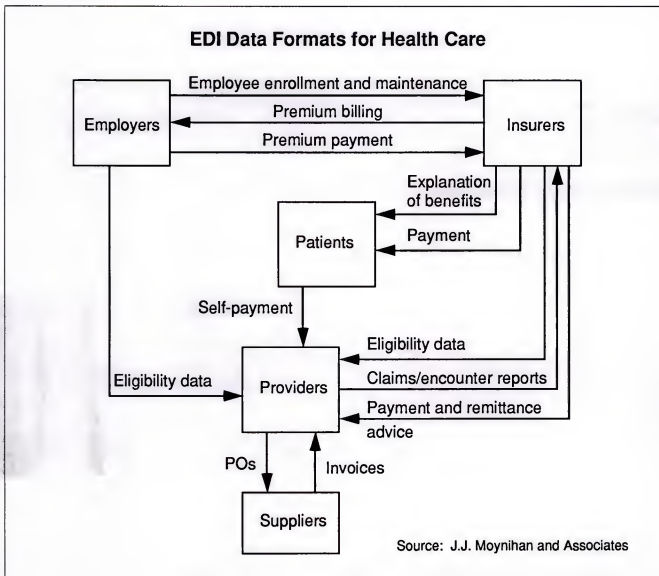 EDI Data Formats for Health Care
Employee enrollment and maintenance
Premium billing
Employers
Insurers
Premium payment
Explanation
of benefits
Patients
Payment
Self-payment
Eligibility data
Eligibility data
Providers
Claims/encounter reports
Payment and remittance
advice
POs
Invoices
Suppliers
Source: J.J. Moynihan and Associates